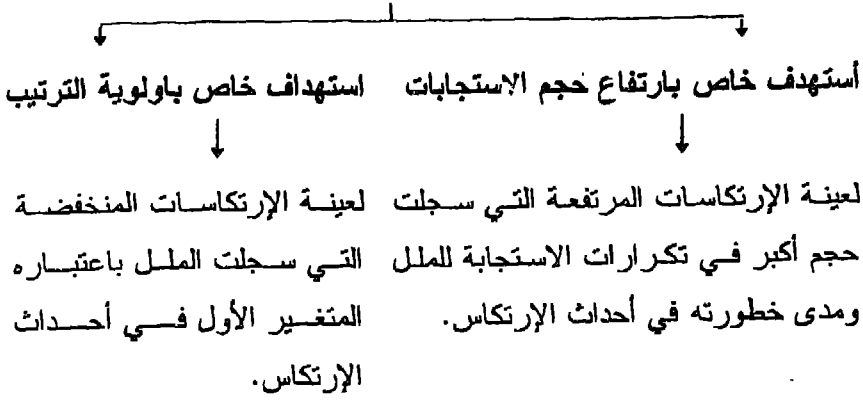 أستهدف خاص بارتفاع حجم الاستجابات
لعينة الإرتكاسات المرتفعة التي سجلت
حجم أكبر في تكرارات الاستجابة للملل
ومدى خطورته في أحداث الإرتكاس.
استهداف خاص باولوية الترتيب
لعينة الإرتكاسات المنخفضة
التي سجلت الملل باعتباره
المتغير الأول في أحداث
الإرتكاس.